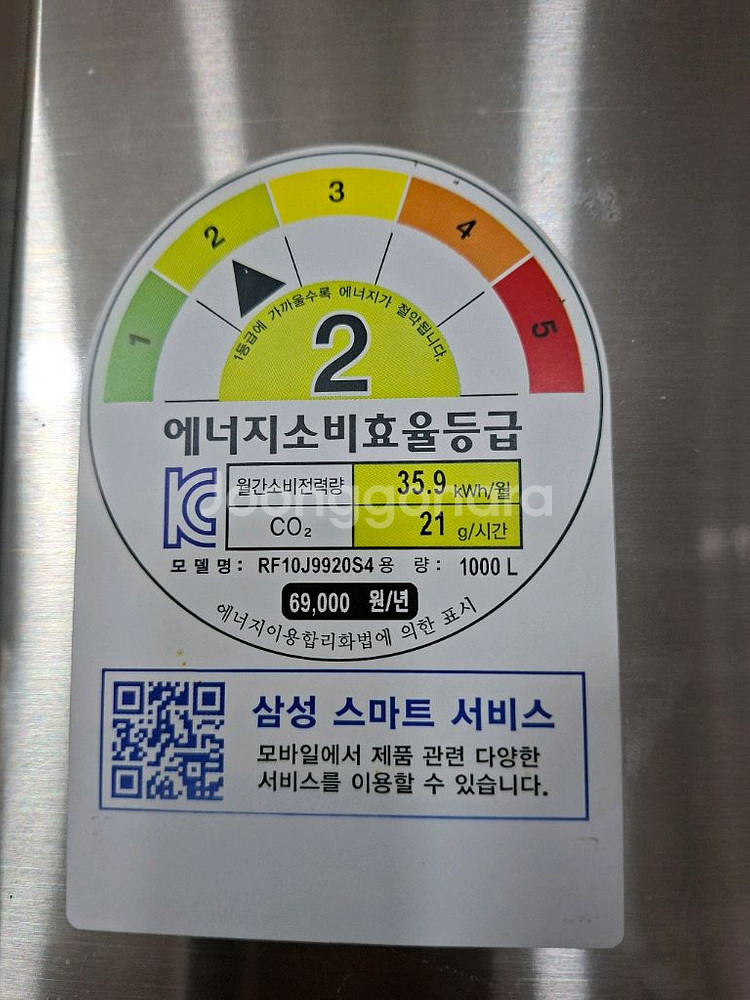 1
2
3
4
5
1등급에 가까울수록 에너지가 절약됩니다.
2
에너지소비효율등급
월간소비전력량 35.9 kWh/월
CO₂ 21 g/시간
모델명: RF10J9920S4 용 량: 1000 L
69,000 원/년
에너지이용합리화법에 의한 표시
삼성 스마트 서비스
모바일에서 제품 관련 다양한
서비스를 이용할 수 있습니다.
Joonggonara